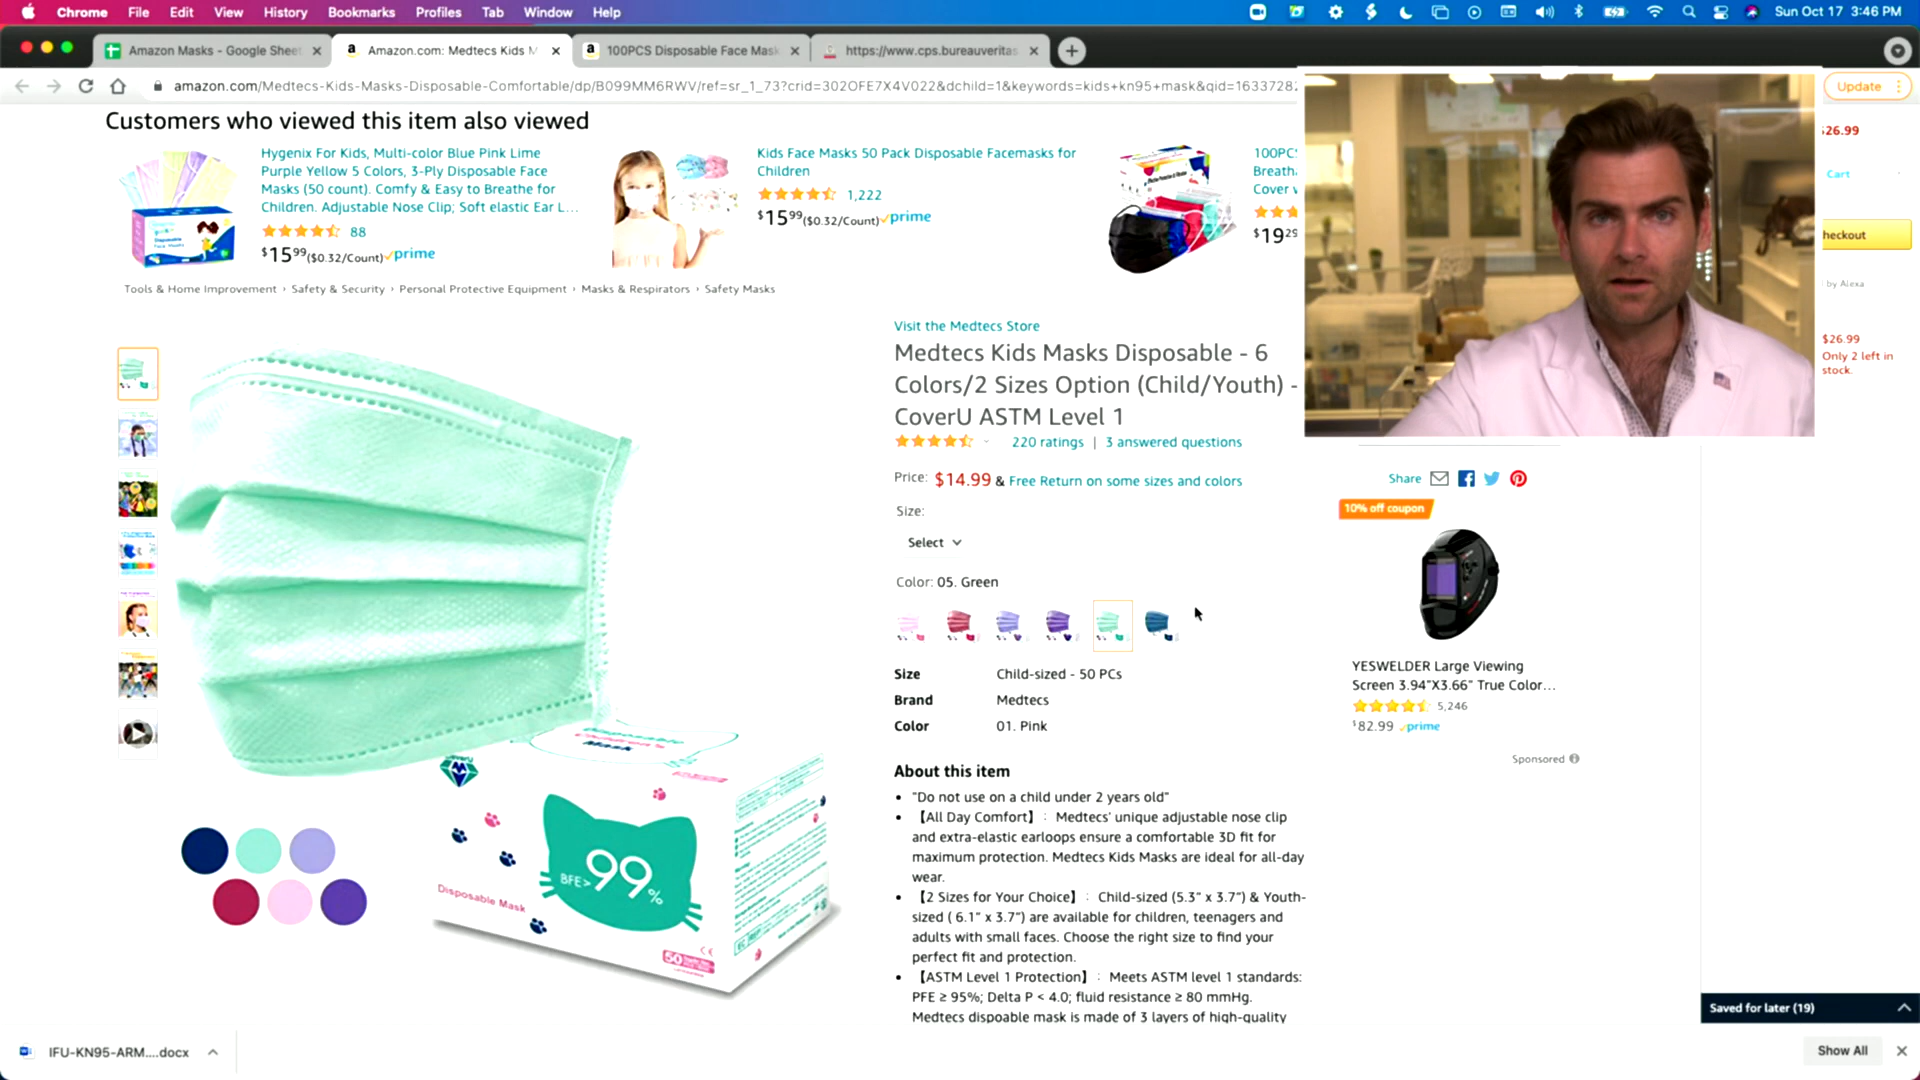 Chrome File Edit View History Bookmarks Profiles Tab Window Help
Sun Oct 17 3:46 PM
Amazon Masks - Google Sheet
Amazon.com: Medtecs Kids M
100PCS Disposable Face Mask
https://www.cps.bureauveritas
amazon.com/Medtecs-Kids-Masks-Disposable-Comfortable/dp/B099MM6RWV/ref=sr_1_73?crid=302OFE7X4V022&dchild=1&keywords=kids+kn95+mask&qid=16337282
Update
Customers who viewed this item also viewed
Hygenix For Kids, Multi-color Blue Pink Lime
Purple Yellow 5 Colors, 3-Ply Disposable Face
Masks (50 count). Comfy & Easy to Breathe for
Children. Adjustable Nose Clip; Soft elastic Ear L...
88
$1599($0.32/Count) prime
Kids Face Masks 50 Pack Disposable Facemasks for
Children
1,222
$1599($0.32/Count) prime
100PC
Breath
Cover
$1929
$26.99
Cart
heckout
by Alexa
$26.99
Only 2 left in
stock.
Tools & Home Improvement › Safety & Security › Personal Protective Equipment › Masks & Respirators › Safety Masks
Visit the Medtecs Store
Medtecs Kids Masks Disposable - 6
Colors/2 Sizes Option (Child/Youth) -
CoverU ASTM Level 1
220 ratings | 3 answered questions
Price: $14.99 & Free Return on some sizes and colors
Size:
Select
Color: 05. Green
Size Child-sized - 50 PCs
Brand Medtecs
Color 01. Pink
About this item
• "Do not use on a child under 2 years old"
• 【All Day Comfort】: Medtecs' unique adjustable nose clip
and extra-elastic earloops ensure a comfortable 3D fit for
maximum protection. Medtecs Kids Masks are ideal for all-day
wear.
• 【2 Sizes for Your Choice】: Child-sized (5.3" x 3.7") & Youth-
sized ( 6.1" x 3.7") are available for children, teenagers and
adults with small faces. Choose the right size to find your
perfect fit and protection.
• 【ASTM Level 1 Protection】: Meets ASTM level 1 standards:
PFE ≥ 95%; Delta P < 4.0; fluid resistance ≥ 80 mmHg.
Medtecs dispoable mask is made of 3 layers of high-quality
Share
10% off coupon
YESWELDER Large Viewing
Screen 3.94"X3.66" True Color...
5,246
$82.99 prime
Sponsored
Disposable
Children's
Mask
BFE> 99%
Disposable Mask
50
Saved for later (19)
IFU-KN95-ARM....docx
Show All